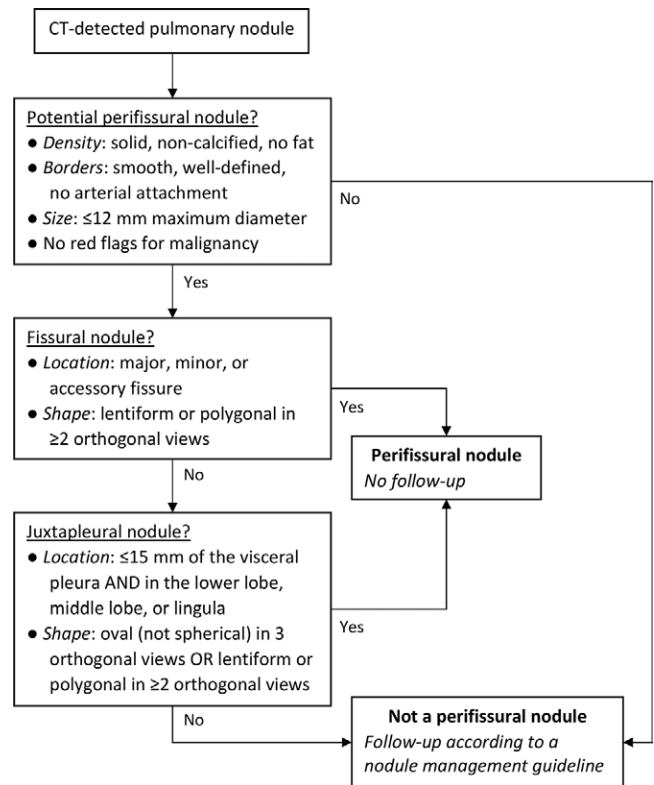 CT-detected pulmonary nodule
Potential perifissural nodule?
● Density: solid, non-calcified, no fat
● Borders: smooth, well-defined,
no arterial attachment
● Size: ≤12 mm maximum diameter
● No red flags for malignancy
No
Yes
Fissural nodule?
● Location: major, minor, or
accessory fissure
● Shape: lentiform or polygonal in
≥2 orthogonal views
Yes
No
Perifissural nodule
No follow-up
Juxtapleural nodule?
● Location: ≤15 mm of the visceral
pleura AND in the lower lobe,
middle lobe, or lingula
● Shape: oval (not spherical) in 3
orthogonal views OR lentiform or
polygonal in ≥2 orthogonal views
Yes
No
Not a perifissural nodule
Follow-up according to a
nodule management guideline